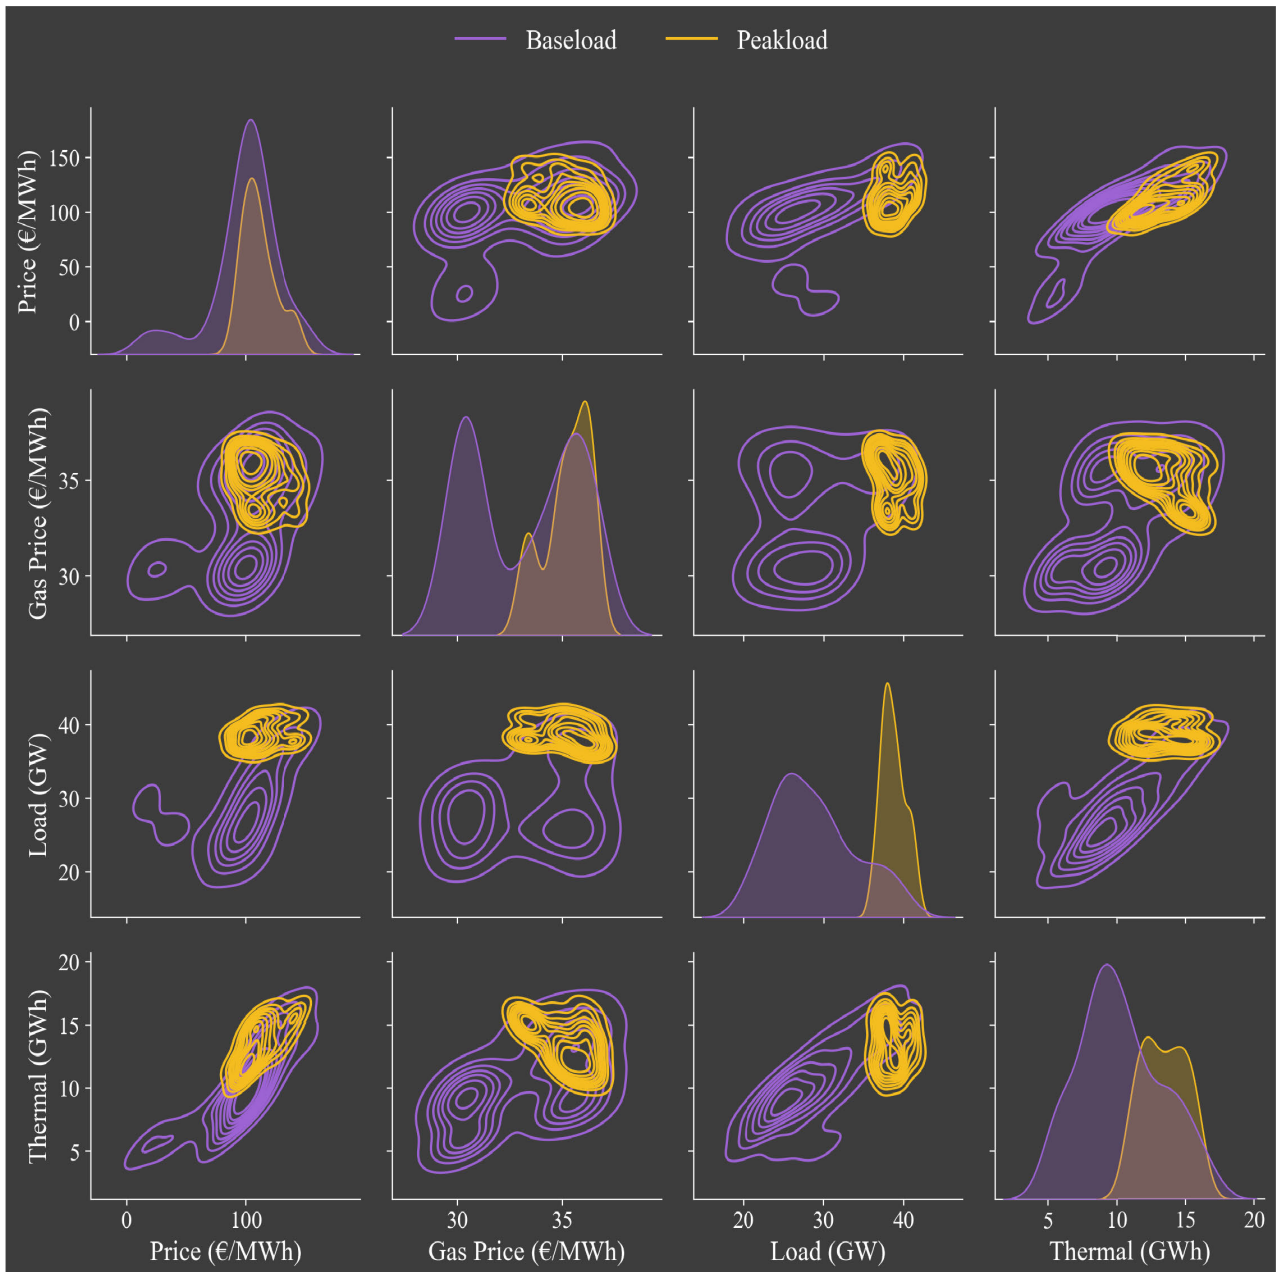 Baseload Peakload
Price (€/MWh)
150
100
50
0
Gas Price (€/MWh)
35
30
Load (GW)
40
30
20
Thermal (GWh)
20
15
10
5
0 100 30 35 20 30 40 5 10 15 20
Price (€/MWh) Gas Price (€/MWh) Load (GW) Thermal (GWh)